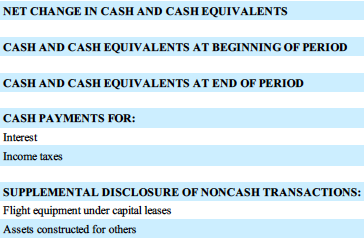 NET CHANGE IN CASH AND CASH EQUIVALENTS
CASH AND CASH EQUIVALENTS AT BEGINNING OF PERIOD
CASH AND CASH EQUIVALENTS AT END OF PERIOD
CASH PAYMENTS FOR:
Interest
Income taxes
SUPPLEMENTAL DISCLOSURE OF NONCASH TRANSACTIONS:
Flight equipment under capital leases
Assets constructed for others